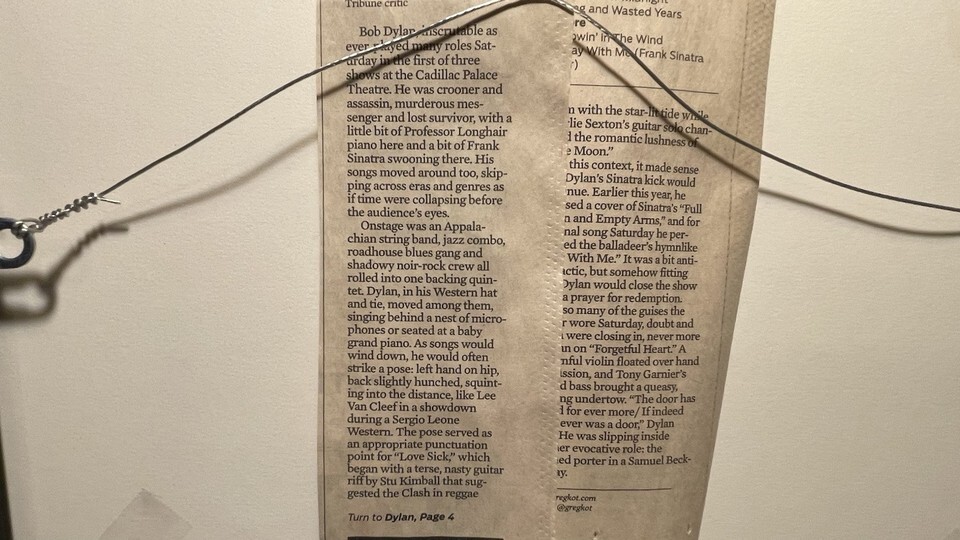 Tribune critic
Bob Dylan, inscrutable as
ever, played many roles Sat-
urday in the first of three
shows at the Cadillac Palace
Theatre. He was crooner and
assassin, murderous mes-
senger and lost survivor, with a
little bit of Professor Longhair
piano here and a bit of Frank
Sinatra swooning there. His
songs moved around too, skip-
ping across eras and genres as
if time were collapsing before
the audience's eyes.
Onstage was an Appala-
chian string band, jazz combo,
roadhouse blues gang and
shadowy noir-rock crew all
rolled into one backing quin-
tet. Dylan, in his Western hat
and tie, moved among them,
singing behind a nest of micro-
phones or seated at a baby
grand piano. As songs would
wind down, he would often
strike a pose: left hand on hip,
back slightly hunched, squint-
ing into the distance, like Lee
Van Cleef in a showdown
during a Sergio Leone
Western. The pose served as
an appropriate punctuation
point for "Love Sick," which
began with a terse, nasty guitar
riff by Stu Kimball that sug-
gested the Clash in reggae
Turn to Dylan, Page 4
and Wasted Years
re
owin' in The Wind
ay With Me (Frank Sinatra
r)
m with the star-lit tide while
rlie Sexton's guitar solo chan-
d the romantic lushness of
e Moon."
this context, it made sense
Dylan's Sinatra kick would
nue. Earlier this year, he
sed a cover of Sinatra's "Full
n and Empty Arms," and for
nal song Saturday he per-
ed the balladeer's hymnlike
With Me." It was a bit anti-
actic, but somehow fitting
Dylan would close the show
a prayer for redemption.
so many of the guises the
r wore Saturday, doubt and
were closing in, never more
an on "Forgetful Heart." A
nful violin floated over hand
ssion, and Tony Garnier's
d bass brought a queasy,
ng undertow. "The door has
d for ever more/If indeed
ever was a door," Dylan
He was slipping inside
er evocative role: the
ed porter in a Samuel Beck-
ay.
regkot.com
@gregkot